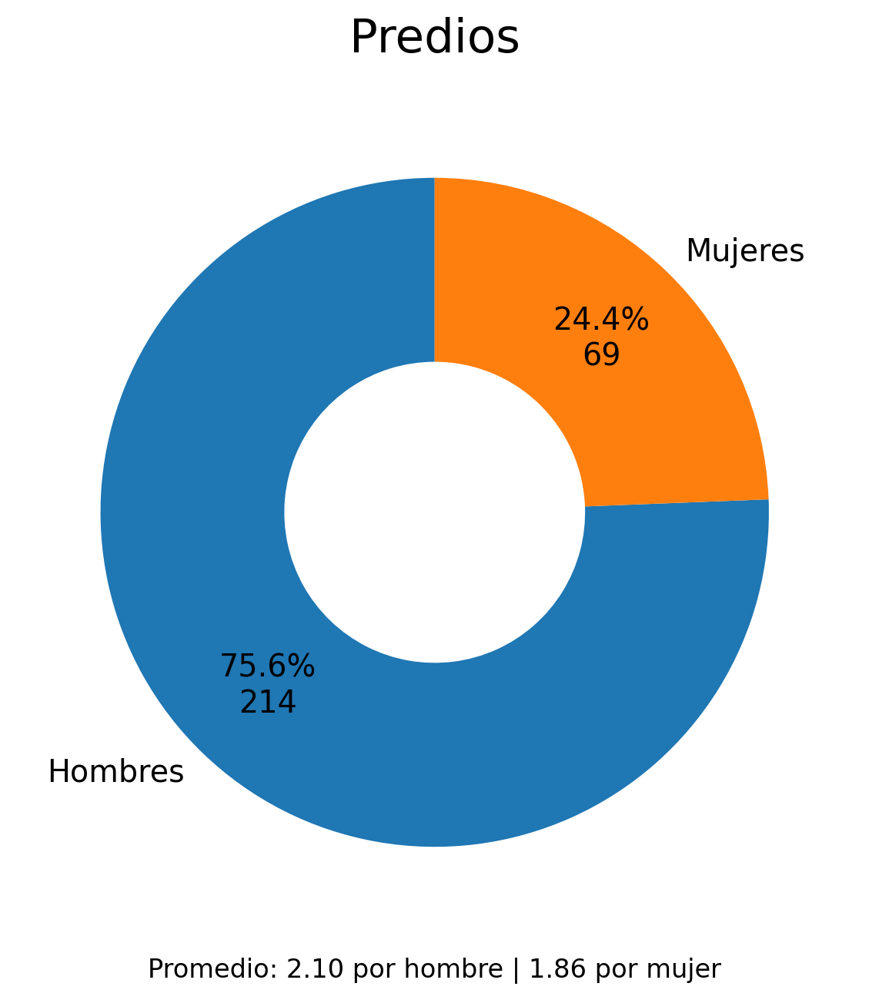 Predios
Mujeres
24.4%
69
75.6%
214
Hombres
Promedio: 2.10 por hombre | 1.86 por mujer